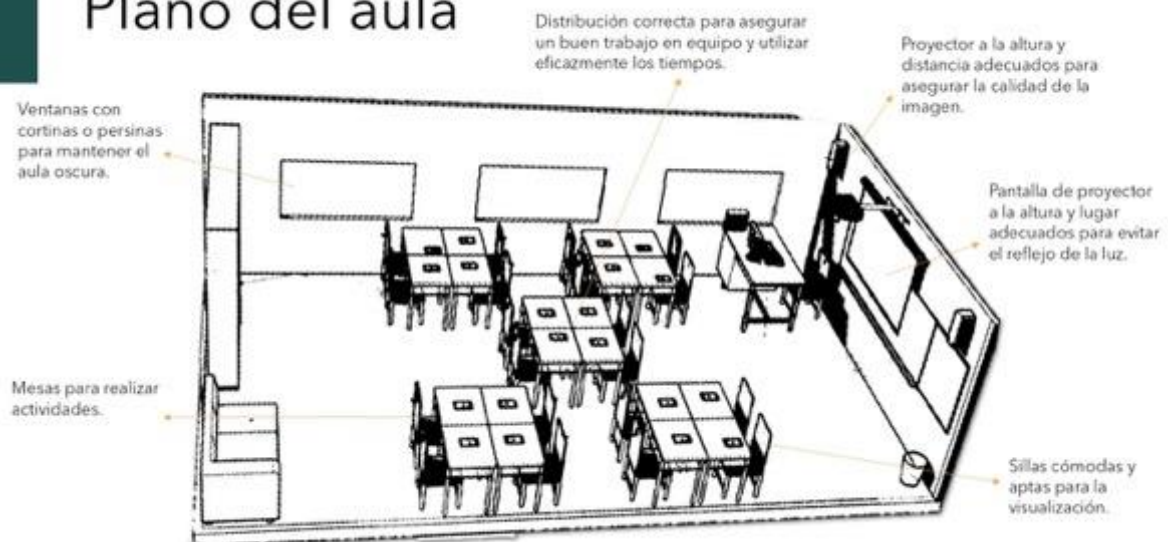 Plano del aula
Distribución correcta para asegurar
un buen trabajo en equipo y utilizar
eficazmente los tiempos.
Proyector a la altura y
distancia adecuados para
asegurar la calidad de la
imagen.
Ventanas con
cortinas o persinas
para mantener el
aula oscura.
Pantalla de proyector
a la altura y lugar
adecuados para evitar
el reflejo de la luz.
Mesas para realizar
actividades.
Sillas cómodas y
aptas para la
visualización.